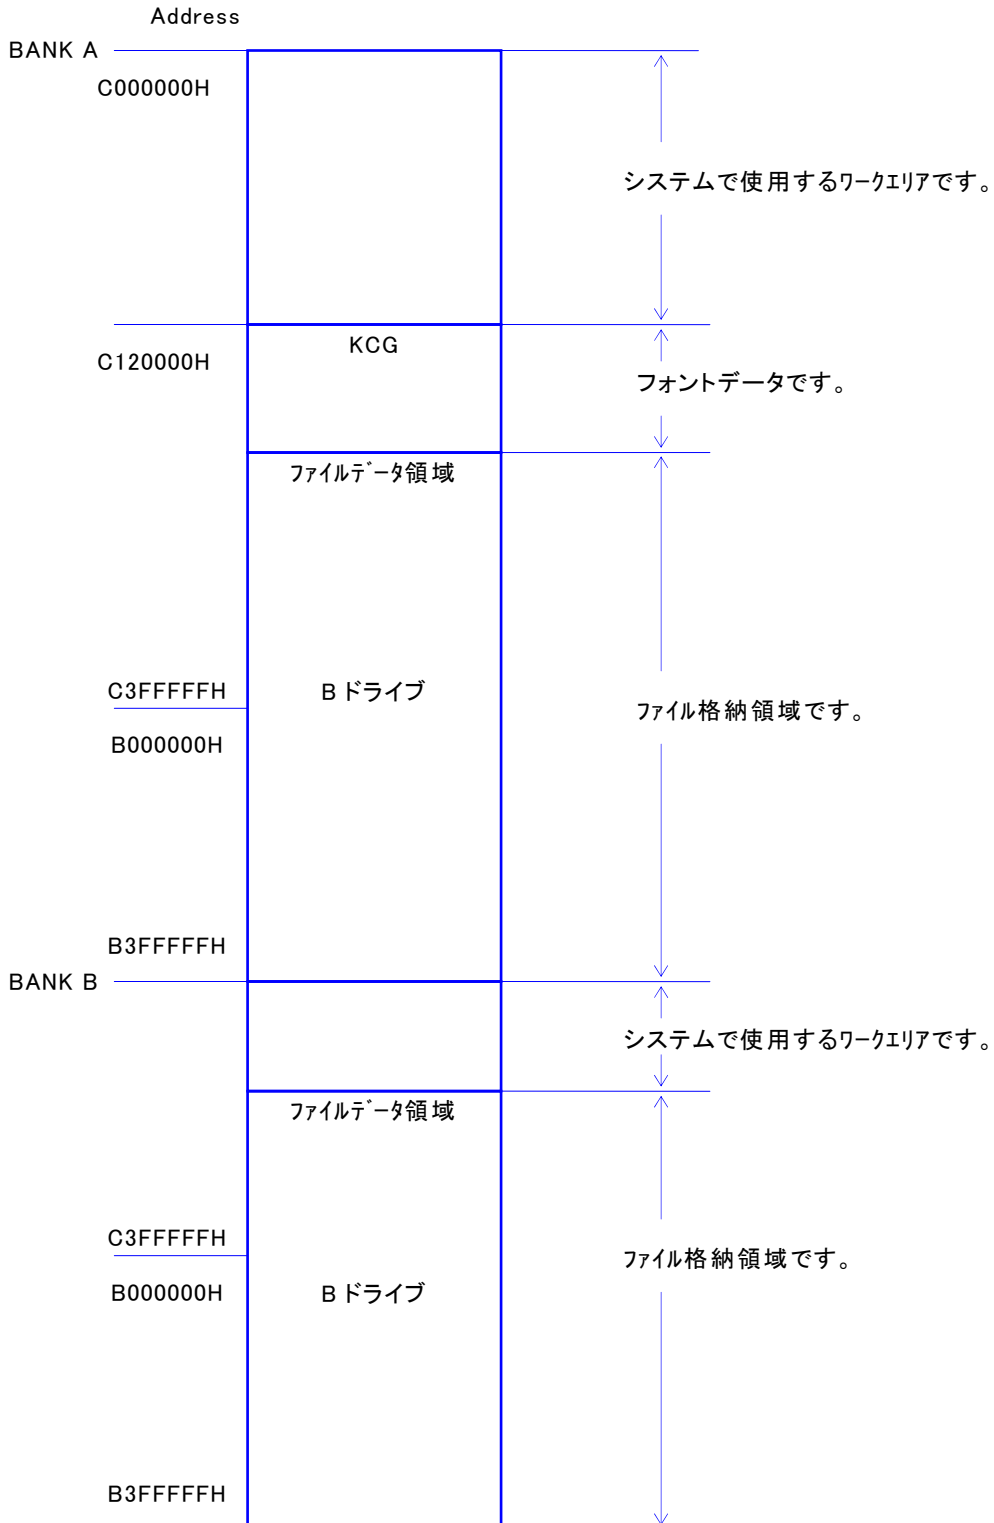 Address
BANK A
C000000H
システムで使用するワークエリアです。
KCG
C120000H
フォントデータです。
ファイルデータ領域
C3FFFFFH
Bドライブ
ファイル格納領域です。
B000000H
B3FFFFFH
BANK B
システムで使用するワークエリアです。
ファイルデータ領域
C3FFFFFH
ファイル格納領域です。
B000000H
Bドライブ
B3FFFFFH